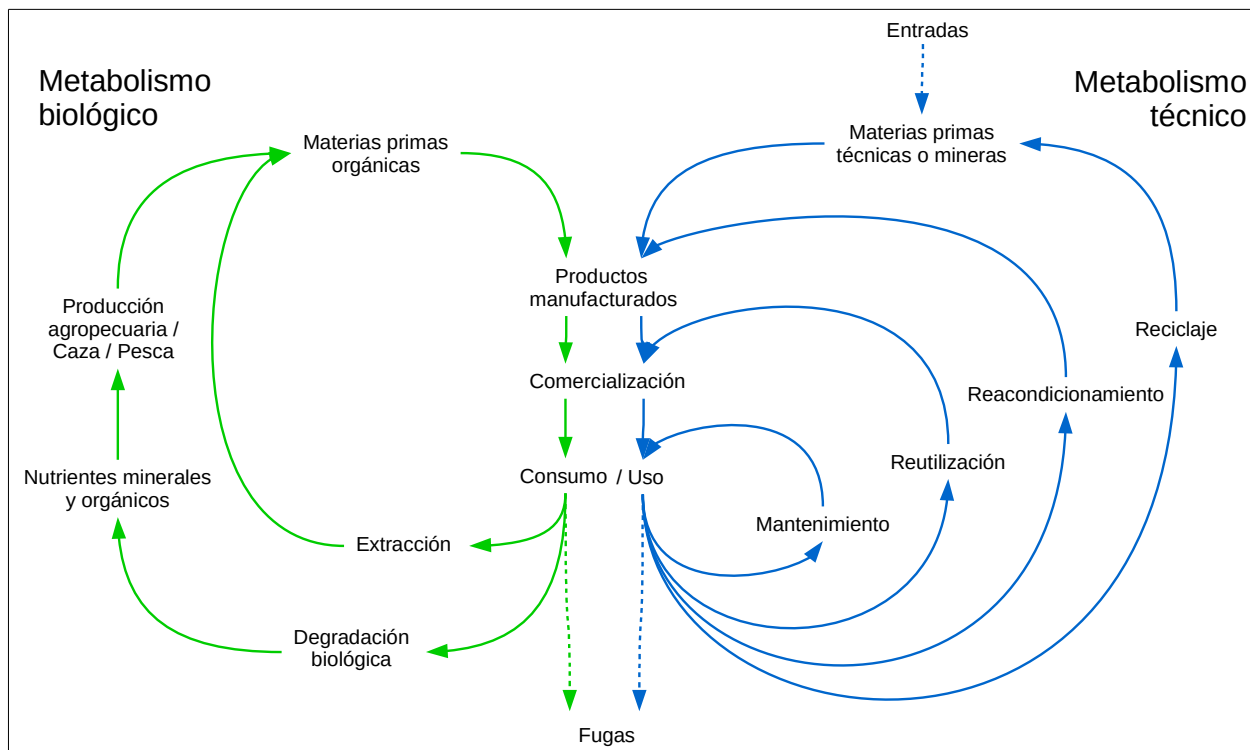 Entradas
Metabolismo
biológico
Metabolismo
técnico
Materias primas
orgánicas
Materias primas
técnicas o mineras
Productos
manufacturados
Producción
agropecuaria /
Caza / Pesca
Reciclaje
Comercialización
Reacondicionamiento
Nutrientes minerales
y orgánicos
Consumo / Uso
Reutilización
Mantenimiento
Extracción
Degradación
biológica
Fugas